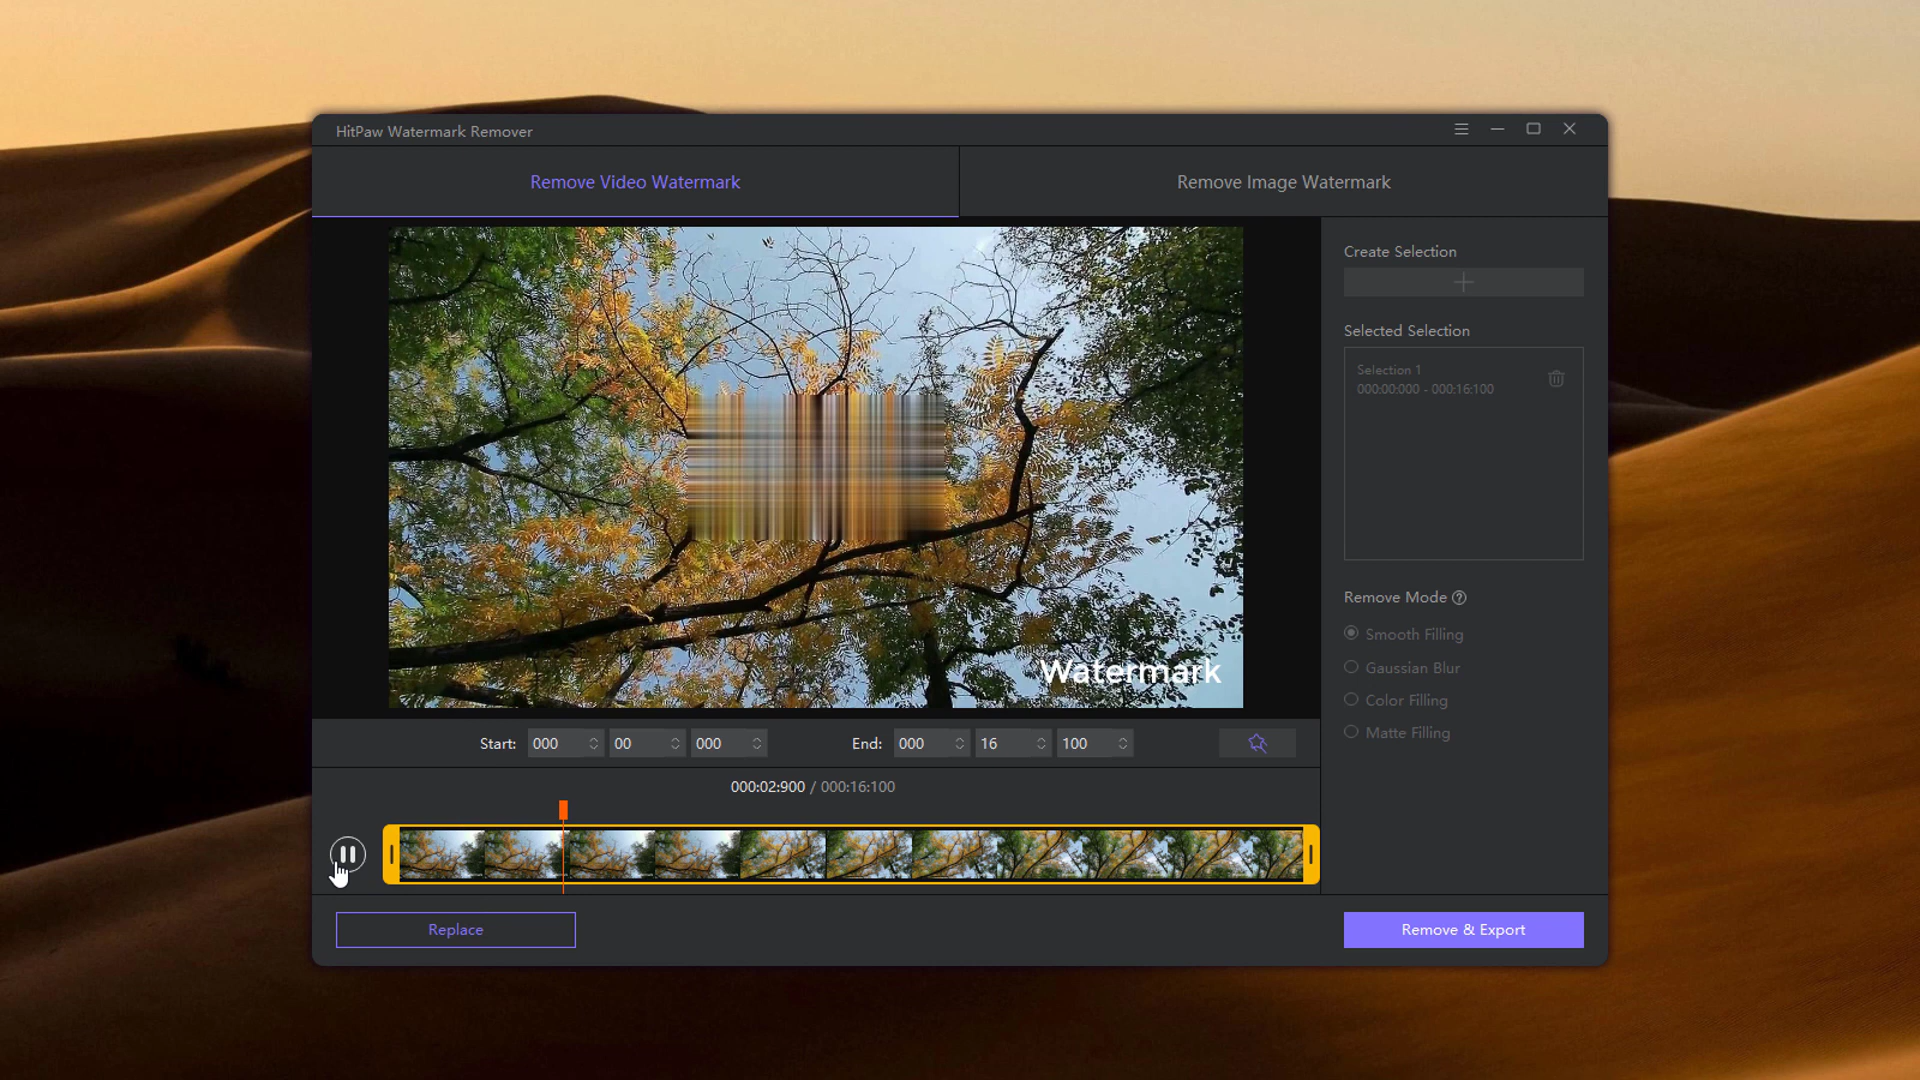 HitPaw Watermark Remover
Remove Video Watermark
Remove Image Watermark
Create Selection
Selected Selection
Selection 1
000:00:000 - 000:16:100
Remove Mode
Smooth Filling
Gaussian Blur
Color Filling
Matte Filling
Watermark
Start: 000 00 000 End: 000 16 100
000:02:900 / 000:16:100
Replace
Remove & Export